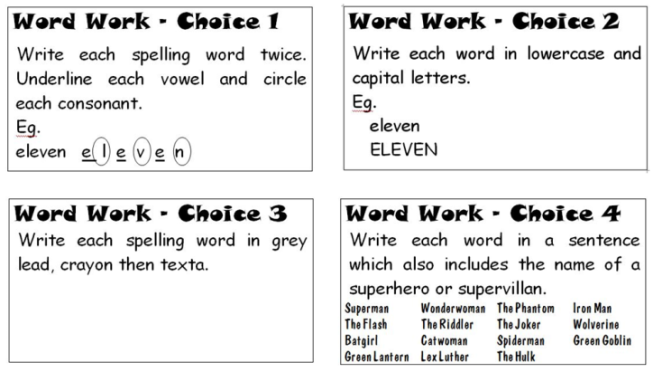 Word Work - Choice 1
Write each spelling word twice.
Underline each vowel and circle
each consonant.
Eg.
eleven eleven
Word Work - Choice 2
Write each word in lowercase and
capital letters.
Eg.
eleven
ELEVEN
Word Work - Choice 3
Write each spelling word in grey
lead, crayon then texta.
Word Work - Choice 4
Write each word in a sentence
which also includes the name of a
superhero or supervillan.
Superman Wonderwoman The Phantom Iron Man
The Flash The Riddler The Joker Wolverine
Batgirl Catwoman Spiderman Green Goblin
Green Lantern Lex Luther The Hulk